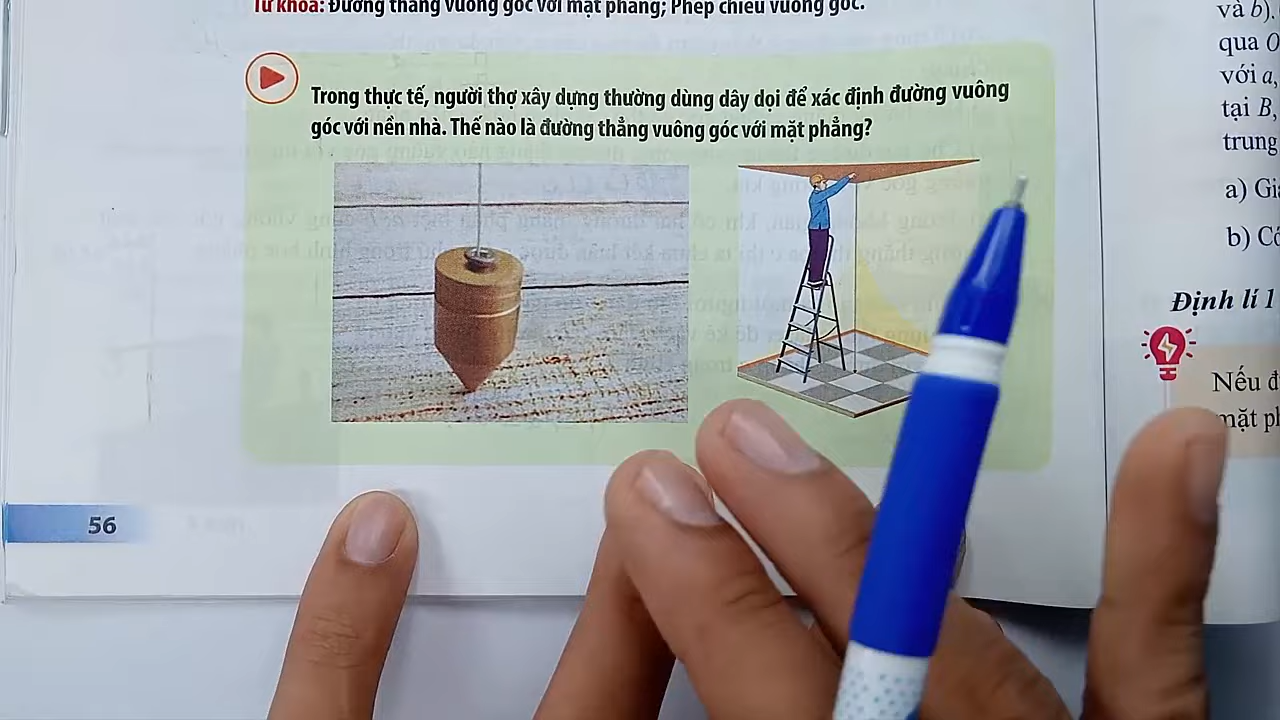 Từ khoá: Đường thẳng vuông góc với mặt phẳng; Phép chiếu vuông góc.
Trong thực tế, người thợ xây dựng thường dùng dây dọi để xác định đường vuông
góc với nền nhà. Thế nào là đường thẳng vuông góc với mặt phẳng?
56
và b).
qua O
với a,
tại B,
trung
a)
b)
Định lí 1
Nếu
mặt